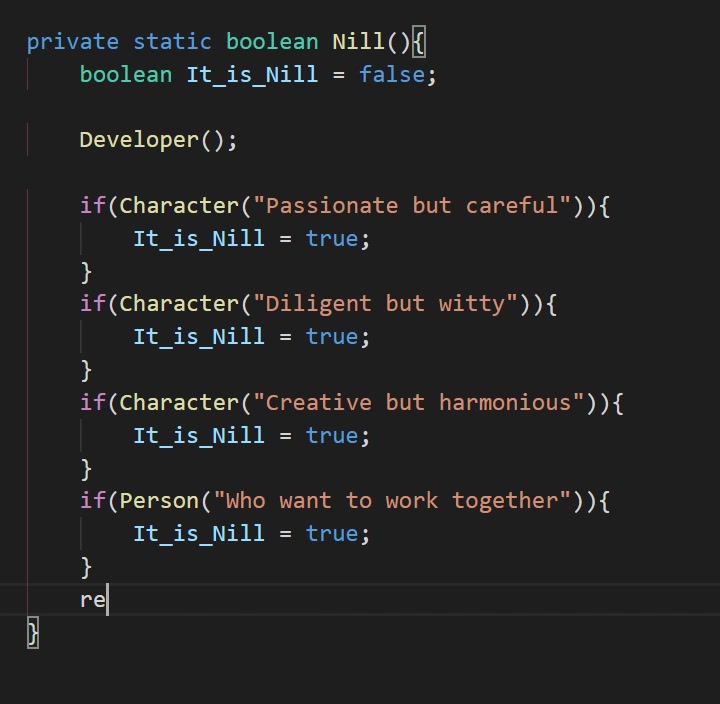 private static boolean Nill(){
    boolean It_is_Nill = false;
    Developer();
    if(Character("Passionate but careful")){
        It_is_Nill = true;
    }
    if(Character("Diligent but witty")){
        It_is_Nill = true;
    }
    if(Character("Creative but harmonious")){
        It_is_Nill = true;
    }
    if(Person("Who want to work together")){
        It_is_Nill = true;
    }
    re
}